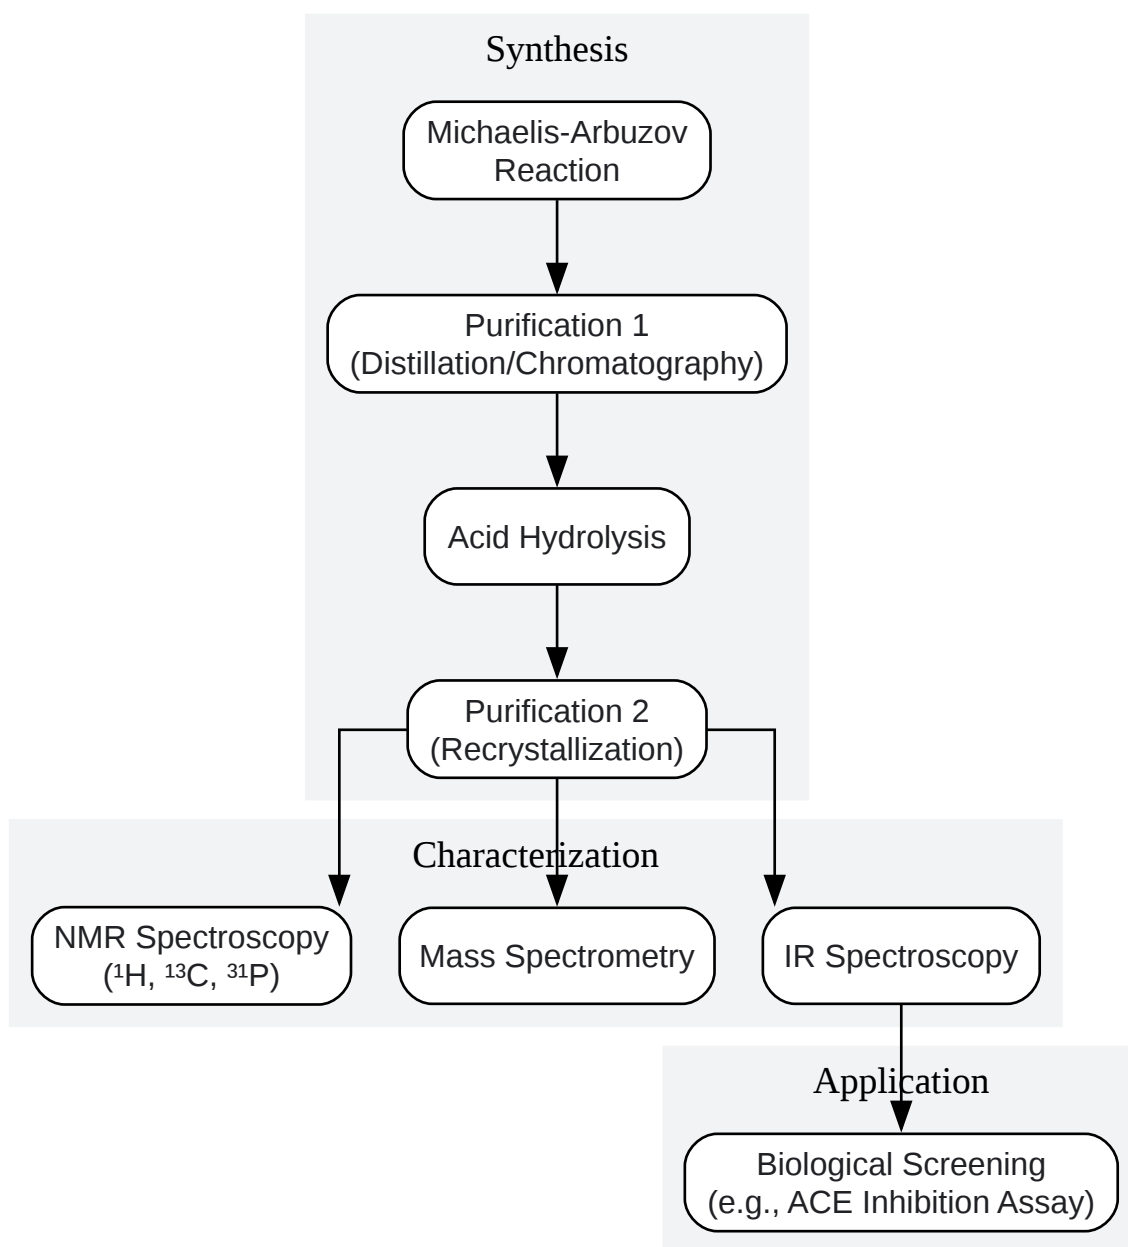 Synthesis
Michaelis-Arbuzov
Reaction
Purification 1
(Distillation/Chromatography)
Acid Hydrolysis
Purification 2
(Recrystallization)
Characterization
NMR Spectroscopy
(¹H, ¹³C, ³¹P)
Mass Spectrometry
IR Spectroscopy
Application
Biological Screening
(e.g., ACE Inhibition Assay)